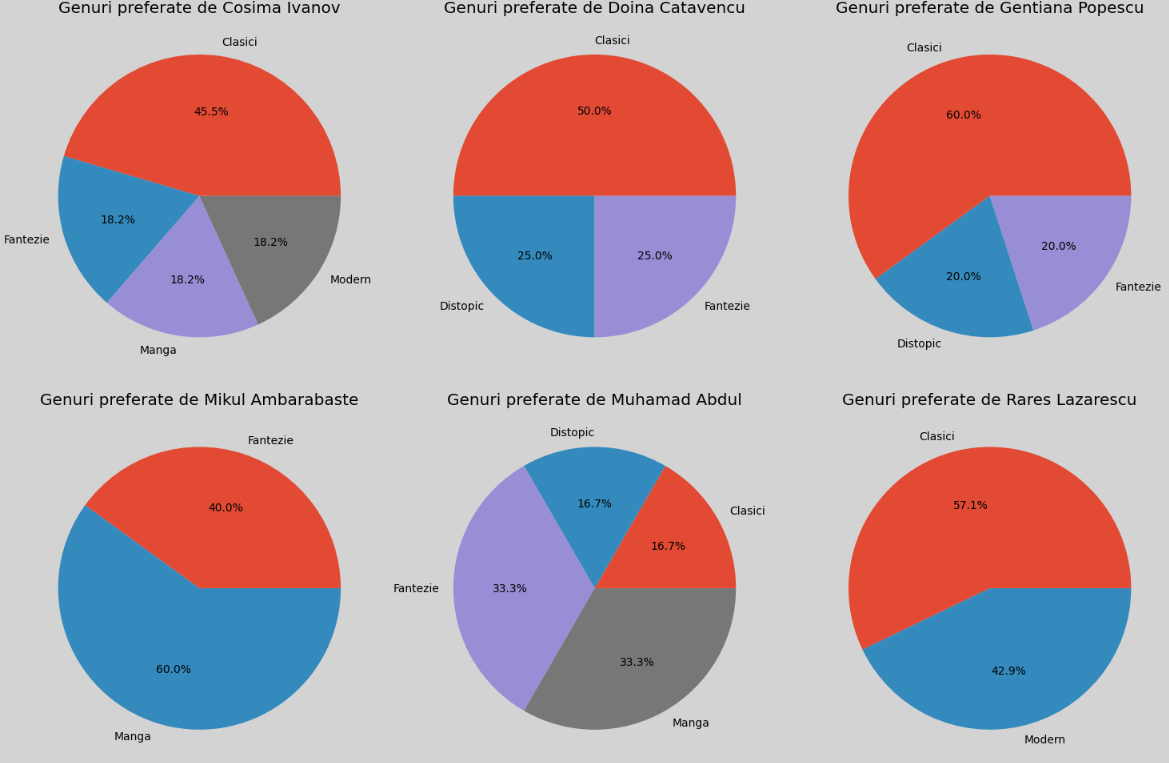 Genuri preferate de Cosima Ivanov
Clasici
45.5%
Fantezie
18.2%
Manga
18.2%
Modern
18.2%
Genuri preferate de Doina Catavencu
Clasici
50.0%
Distopic
25.0%
Fantezie
25.0%
Genuri preferate de Gentiana Popescu
Clasici
60.0%
Distopic
20.0%
Fantezie
20.0%
Genuri preferate de Mikul Ambarabaste
Fantezie
40.0%
Manga
60.0%
Genuri preferate de Muhamad Abdul
Clasici
16.7%
Distopic
16.7%
Fantezie
33.3%
Manga
33.3%
Genuri preferate de Rares Lazarescu
Clasici
57.1%
Modern
42.9%